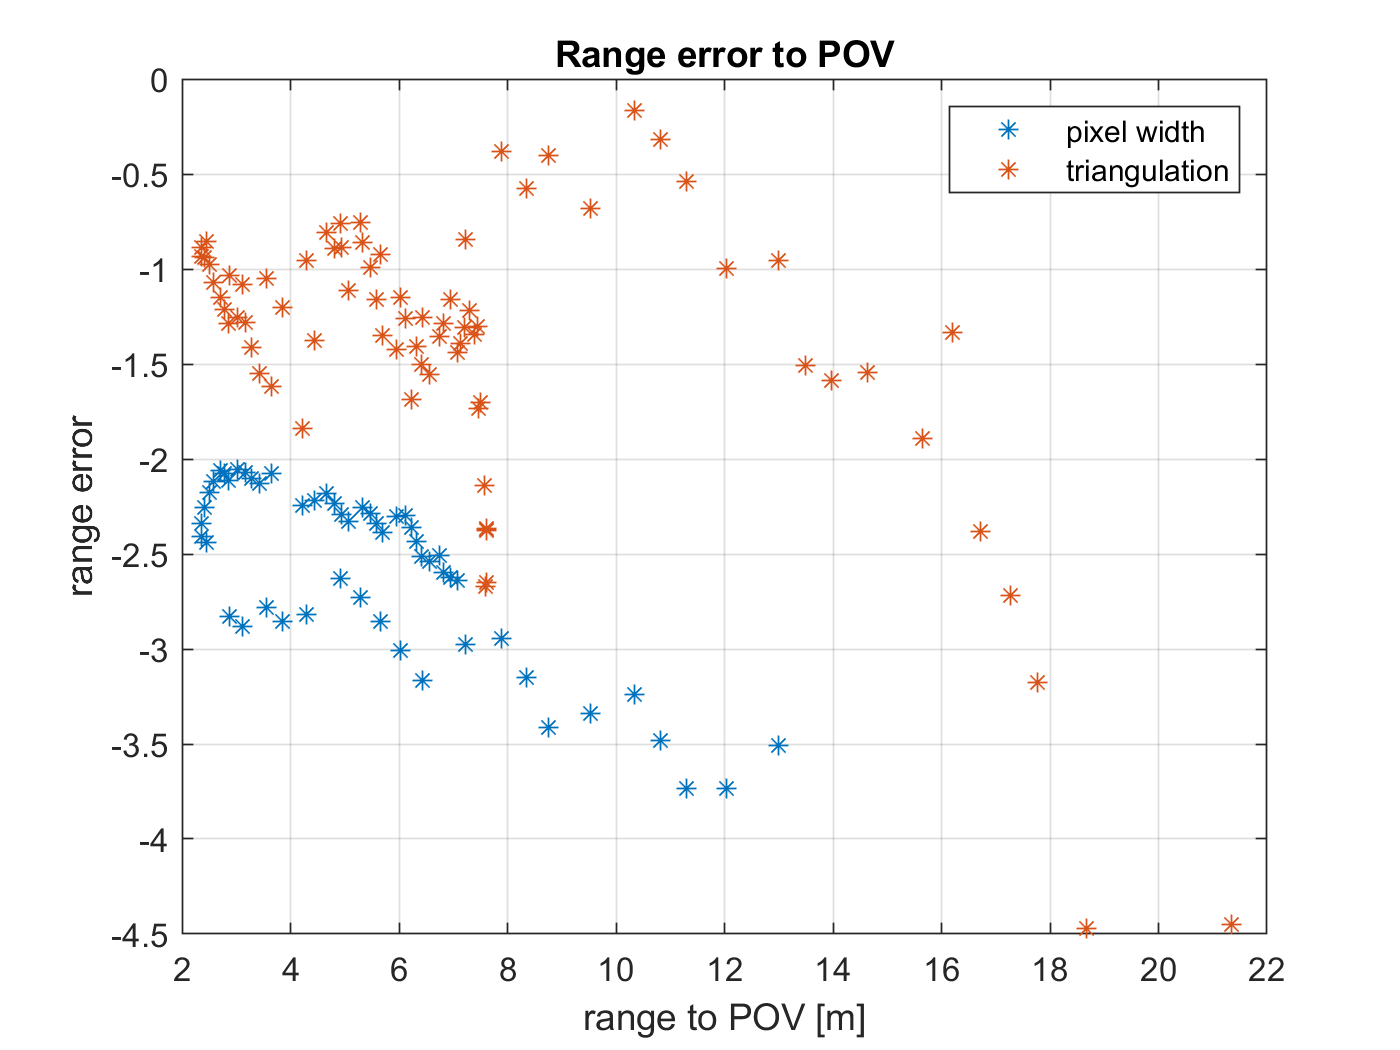 Range error to POV
pixel width
triangulation
range error
0
-0.5
-1
-1.5
-2
-2.5
-3
-3.5
-4
-4.5
2 4 6 8 10 12 14 16 18 20 22
range to POV [m]